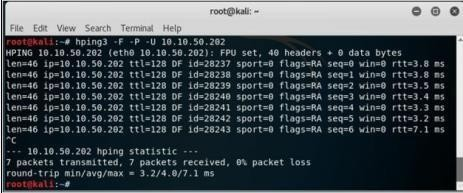 root@kali: ~
File Edit View Search Terminal Help
root@kali:~# hping3 -F -P -U 10.10.50.202
HPING 10.10.50.202 (eth0 10.10.50.202): FPU set, 40 headers + 0 data bytes
len=46 ip=10.10.50.202 ttl=128 DF id=28237 sport=0 flags=RA seq=0 win=0 rtt=3.8 ms
len=46 ip=10.10.50.202 ttl=128 DF id=28238 sport=0 flags=RA seq=1 win=0 rtt=3.8 ms
len=46 ip=10.10.50.202 ttl=128 DF id=28239 sport=0 flags=RA seq=2 win=0 rtt=3.5 ms
len=46 ip=10.10.50.202 ttl=128 DF id=28240 sport=0 flags=RA seq=3 win=0 rtt=3.4 ms
len=46 ip=10.10.50.202 ttl=128 DF id=28241 sport=0 flags=RA seq=4 win=0 rtt=3.3 ms
len=46 ip=10.10.50.202 ttl=128 DF id=28242 sport=0 flags=RA seq=5 win=0 rtt=3.2 ms
len=46 ip=10.10.50.202 ttl=128 DF id=28243 sport=0 flags=RA seq=6 win=0 rtt=7.1 ms
^C
--- 10.10.50.202 hping statistic ---
7 packets transmitted, 7 packets received, 0% packet loss
round-trip min/avg/max = 3.2/4.0/7.1 ms
root@kali:~#